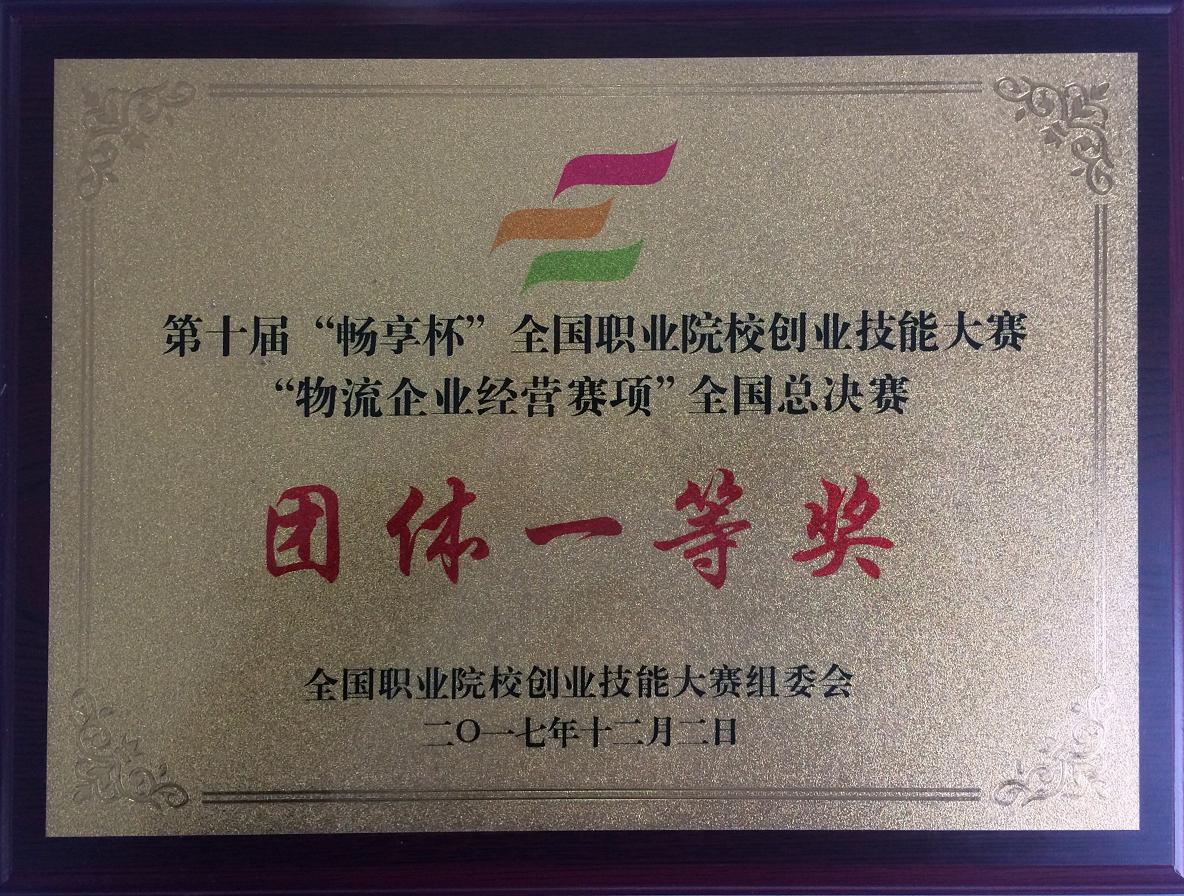 第十届“畅享杯”全国职业院校创业技能大赛
“物流企业经营赛项”全国总决赛
团体一等奖
全国职业院校创业技能大赛组委会
二〇一七年十二月二日